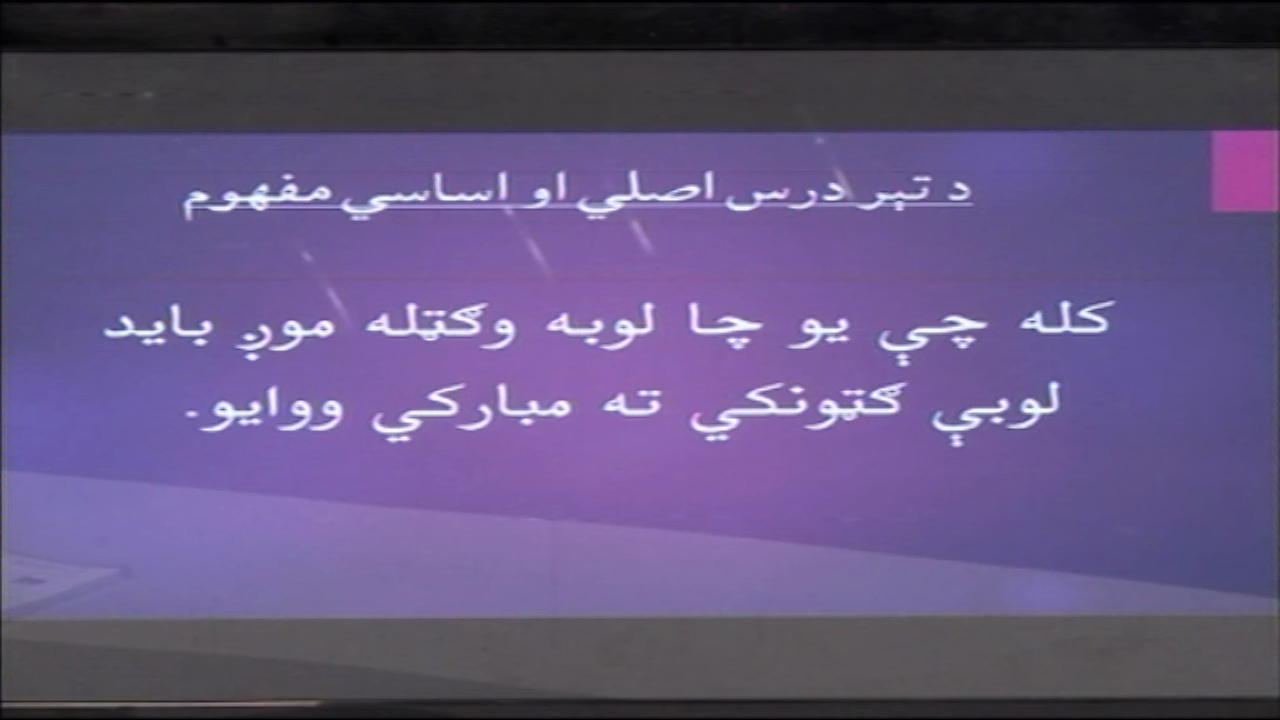 د تېر درس اصلي او اساسي مفهوم
کله چې يو چا لوبه وګټله موږ بايد
لوبې ګټونکي ته مبارکي ووايو.